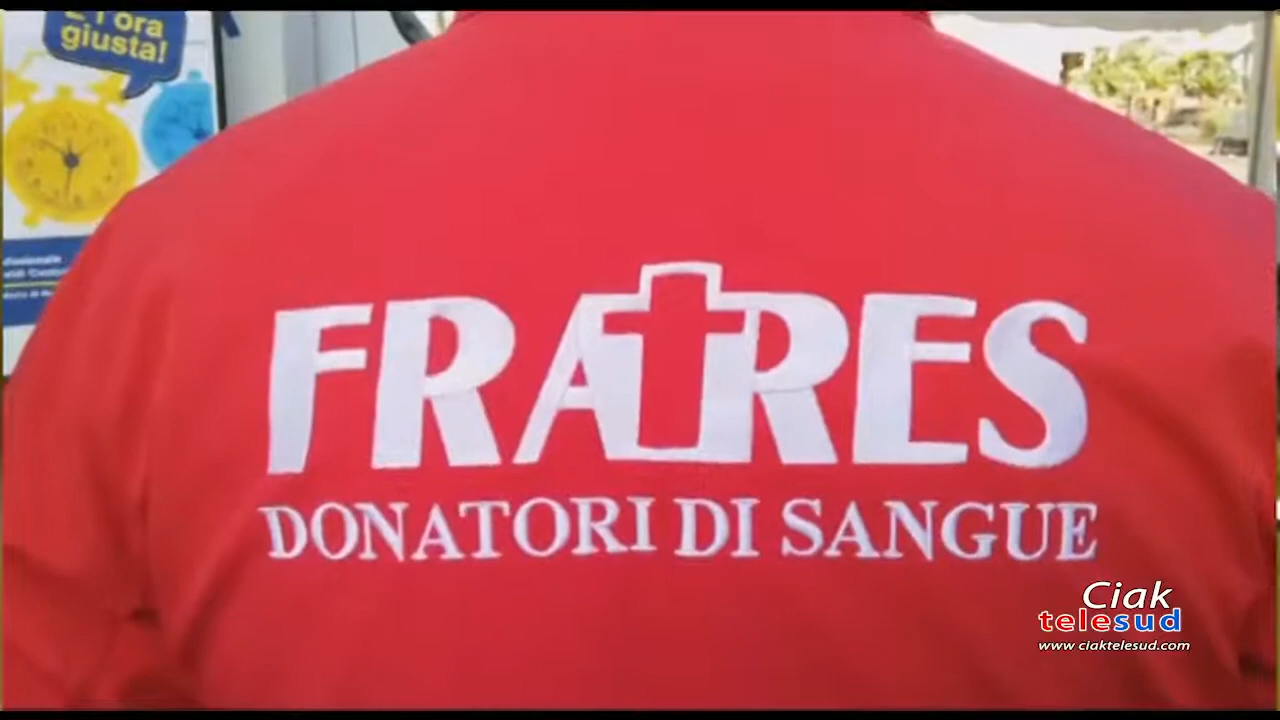 È l'ora
giusta!
FRATRES
DONATORI DI SANGUE
Ciak
telesud
www.ciaktelesud.com